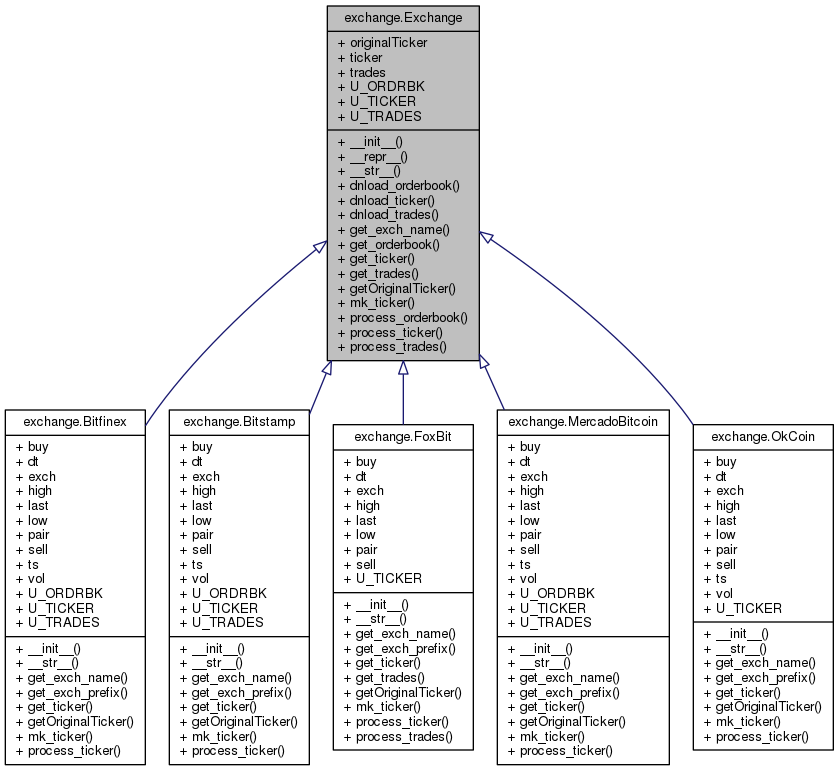 exchange.Exchange
+ originalTicker
+ ticker
+ trades
+ U_ORDRBK
+ U_TICKER
+ U_TRADES
+ __init__()
+ __repr__()
+ __str__()
+ dnload_orderbook()
+ dnload_ticker()
+ dnload_trades()
+ get_exch_name()
+ get_orderbook()
+ get_ticker()
+ get_trades()
+ getOriginalTicker()
+ mk_ticker()
+ process_orderbook()
+ process_ticker()
+ process_trades()
exchange.Bitfinex
+ buy
+ dt
+ exch
+ high
+ last
+ low
+ pair
+ sell
+ ts
+ vol
+ U_ORDRBK
+ U_TICKER
+ U_TRADES
+ __init__()
+ __str__()
+ get_exch_name()
+ get_exch_prefix()
+ get_ticker()
+ getOriginalTicker()
+ mk_ticker()
+ process_ticker()
exchange.Bitstamp
+ buy
+ dt
+ exch
+ high
+ last
+ low
+ pair
+ sell
+ ts
+ vol
+ U_ORDRBK
+ U_TICKER
+ U_TRADES
+ __init__()
+ __str__()
+ get_exch_name()
+ get_exch_prefix()
+ get_ticker()
+ getOriginalTicker()
+ mk_ticker()
+ process_ticker()
exchange.FoxBit
+ buy
+ dt
+ exch
+ high
+ last
+ low
+ pair
+ sell
+ U_TICKER
+ __init__()
+ __str__()
+ get_exch_name()
+ get_exch_prefix()
+ get_ticker()
+ get_trades()
+ getOriginalTicker()
+ mk_ticker()
+ process_ticker()
+ process_trades()
exchange.MercadoBitcoin
+ buy
+ dt
+ exch
+ high
+ last
+ low
+ pair
+ sell
+ ts
+ vol
+ U_ORDRBK
+ U_TICKER
+ U_TRADES
+ __init__()
+ __str__()
+ get_exch_name()
+ get_exch_prefix()
+ get_ticker()
+ getOriginalTicker()
+ mk_ticker()
+ process_ticker()
exchange.OkCoin
+ buy
+ dt
+ exch
+ high
+ last
+ low
+ pair
+ sell
+ ts
+ vol
+ U_TICKER
+ __init__()
+ __str__()
+ get_exch_name()
+ get_exch_prefix()
+ get_ticker()
+ getOriginalTicker()
+ mk_ticker()
+ process_ticker()